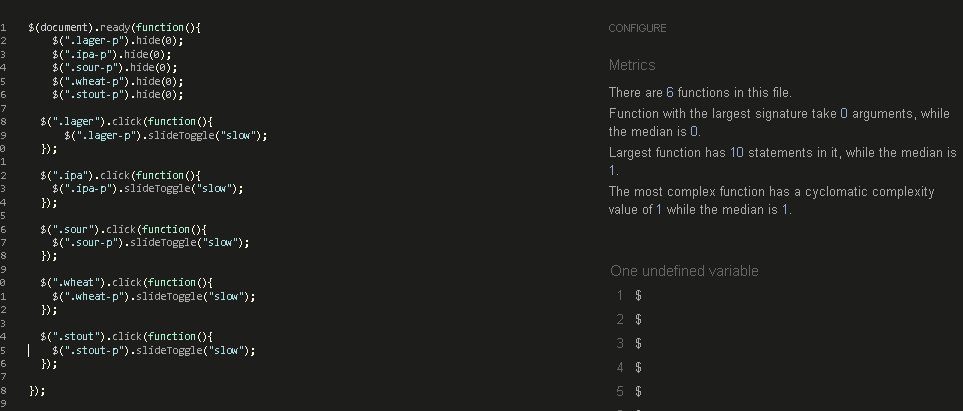 1 $(document).ready(function(){
2 $(".lager-p").hide(0);
3 $(".ipa-p").hide(0);
4 $(".sour-p").hide(0);
5 $(".wheat-p").hide(0);
6 $(".stout-p").hide(0);
7
8 $(".lager").click(function(){
9 $(".lager-p").slideToggle("slow");
0 });
1
2 $(".ipa").click(function(){
3 $(".ipa-p").slideToggle("slow");
4 });
5
6 $(".sour").click(function(){
7 $(".sour-p").slideToggle("slow");
8 });
9
0 $(".wheat").click(function(){
1 $(".wheat-p").slideToggle("slow");
2 });
3
4 $(".stout").click(function(){
5 $(".stout-p").slideToggle("slow");
6 });
7
8 });
9
CONFIGURE
Metrics
There are 6 functions in this file.
Function with the largest signature take 0 arguments, while
the median is 0.
Largest function has 10 statements in it, while the median is
1.
The most complex function has a cyclomatic complexity
value of 1 while the median is 1.
One undefined variable
1 $
2 $
3 $
4 $
5 $